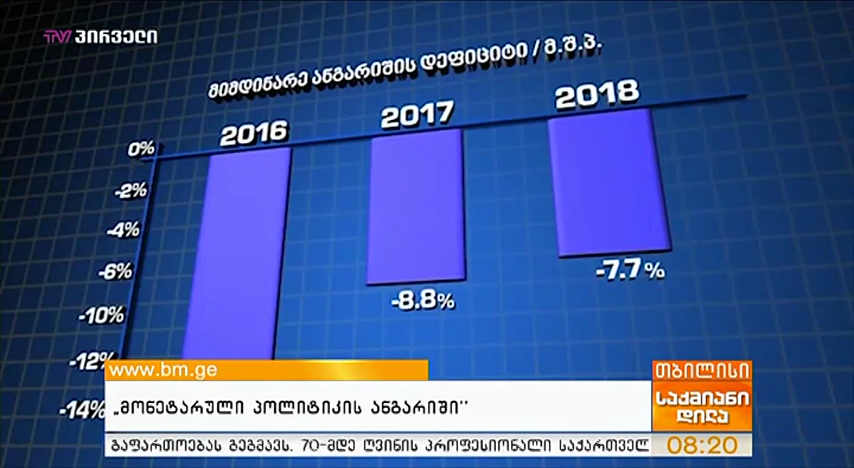 TV პირველი
მიმდინარე ანგარიშის დეფიციტი / მ.შ.პ.
2016 2017 2018
0%
-2%
-4%
-6%
-8.8%
-7.7%
-10%
-12%
-14%
www.bm.ge
თბილისი
„მონეტარული პოლიტიკის ანგარიში“
საქმიანი
დილა
გაფართოებას გეგმავს. 70-მდე ღვინის პროფესიონალი საქართველ
08:20